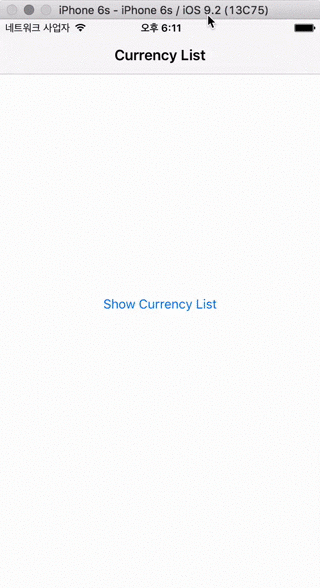 iPhone 6s - iPhone 6s / iOS 9.2 (13C75)
네트워크 사업자 오후 6:11
Currency List
Show Currency List